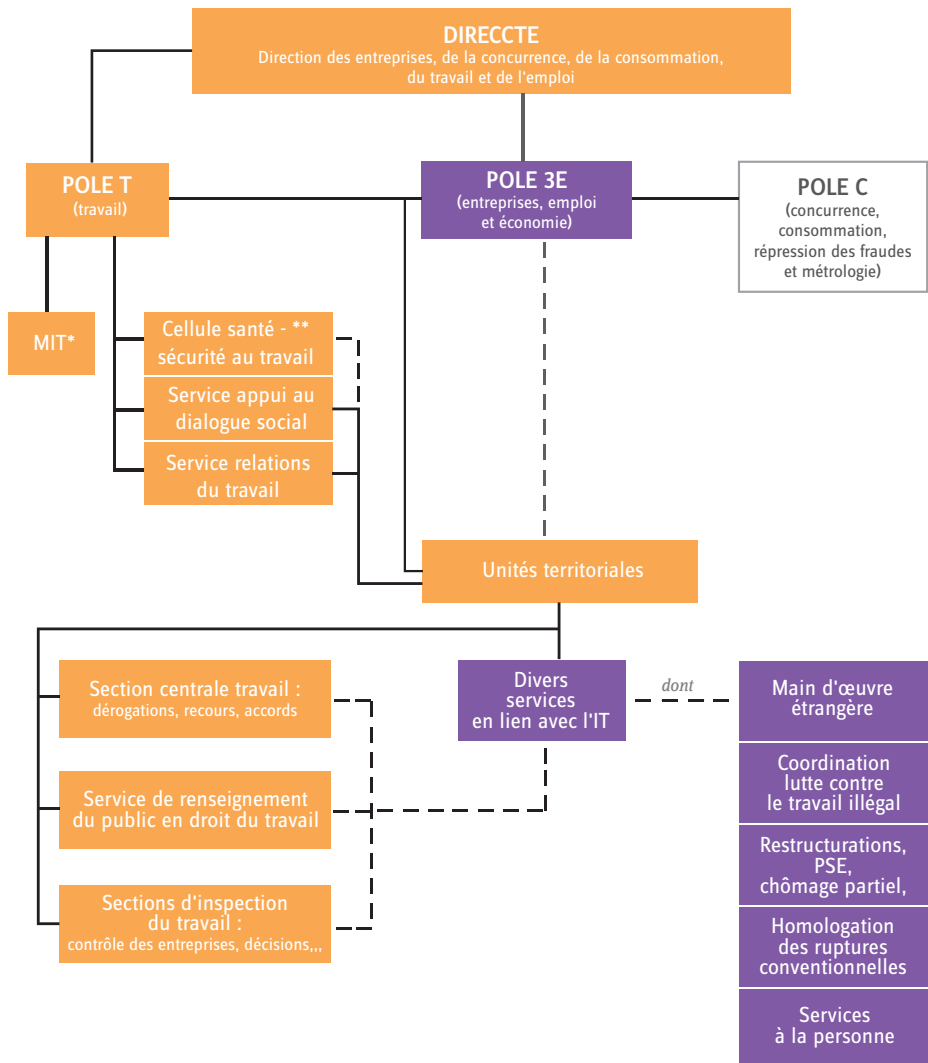 DIRECCTE
Direction des entreprises, de la concurrence, de la consommation,
du travail et de l'emploi
POLE T
(travail)
POLE 3E
(entreprises, emploi
et économie)
POLE C
(concurrence,
consommation,
répression des fraudes
et métrologie)
MIT*
Cellule santé - **
sécurité au travail
Service appui au
dialogue social
Service relations
du travail
Unités territoriales
Section centrale travail :
dérogations, recours, accords
Service de renseignement
du public en droit du travail
Sections d'inspection
du travail :
contrôle des entreprises, décisions,,,
Divers
services
en lien avec l'IT
dont
Main d'œuvre
étrangère
Coordination
lutte contre
le travail illégal
Restructurations,
PSE,
chômage partiel,
Homologation
des ruptures
conventionnelles
Services
à la personne